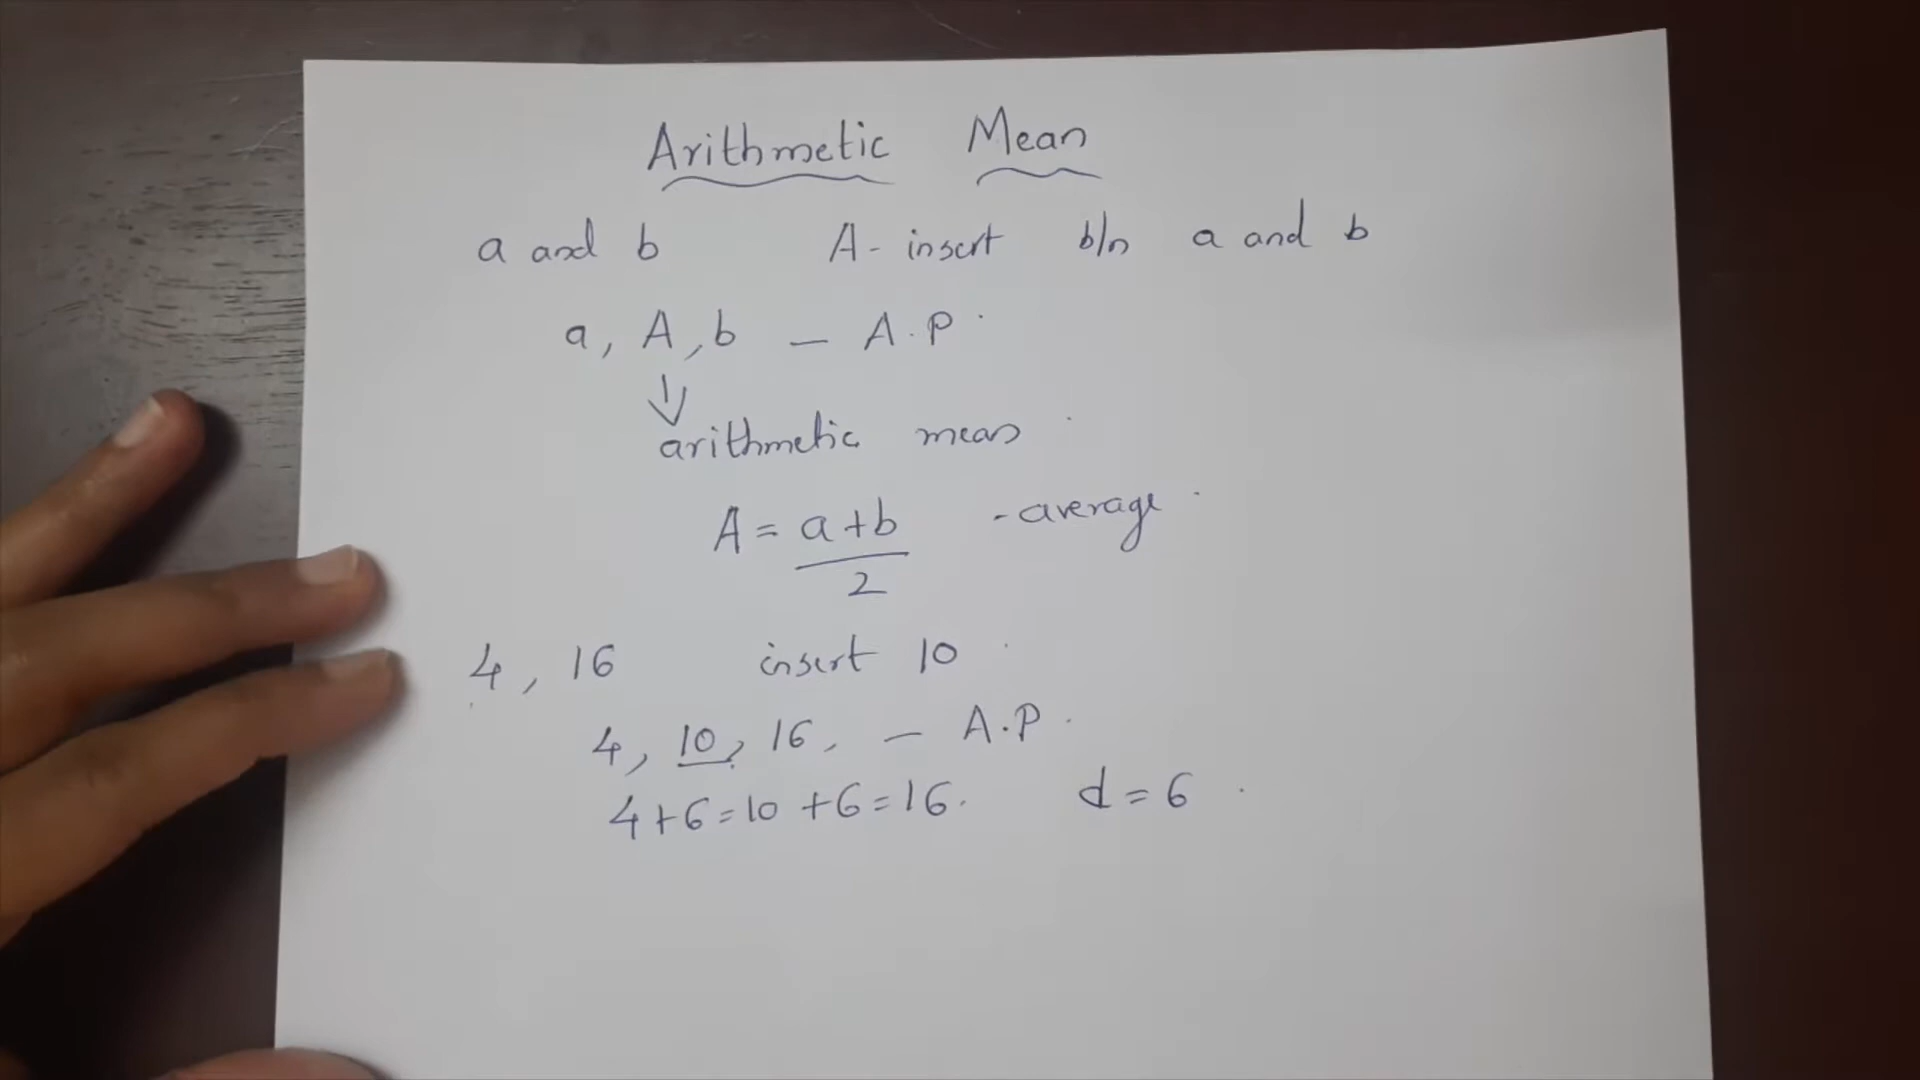 Arithmetic Mean
a and b A- insert b/n a and b
a, A, b — A.P.
↓
arithmetic mean
A = a+b/2 - average
4, 16 insert 10
4, 10, 16, — A.P.
4+6=10+6=16. d=6